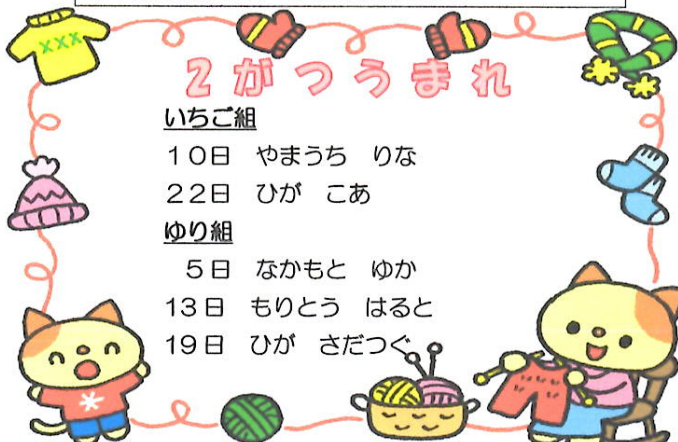 2がつうまれ
いちご組
10日　やまうち　りな
22日　ひが　こあ
ゆり組
5日　なかもと　ゆか
13日　もりとう　はると
19日　ひが　さだつぐ